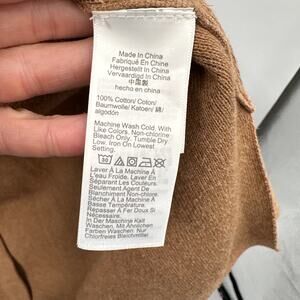 Made In China
Fabriqué En Chine
Hergestellt In China
Vervaardigd In China
中国製
hecho en China
100% Cotton/ Coton/
Baumwolle/ Katoen/ 綿/
algodón
Machine Wash Cold. With
Like Colors. Non-chlorine
Bleach Only. Tumble Dry
Low. Iron On Lowest
Setting.
30
Laver À La Machine À
L'Eau Froide. Laver En
Séparant Les Couleurs.
Seulement Agent De
Blanchiment Non-chloré.
Sécher À La Machine À
Basse Température.
Repasser À Fer Doux Si
Nécessaire.
In Der Maschine Kalt
Waschen. Mit Ähnlichen
Farben Waschen. Nur
Chlorfreies Bleichmittel